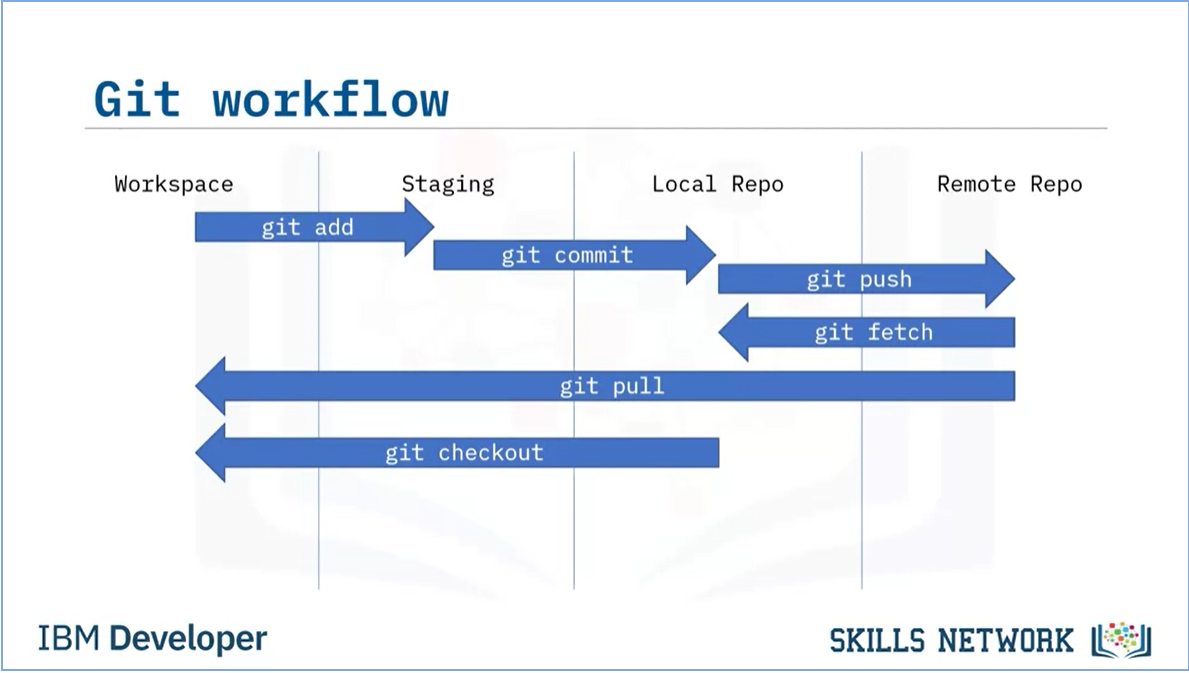 Git workflow
Workspace
Staging
Local Repo
Remote Repo
git add
git commit
git push
git fetch
git pull
git checkout
IBM Developer
SKILLS NETWORK